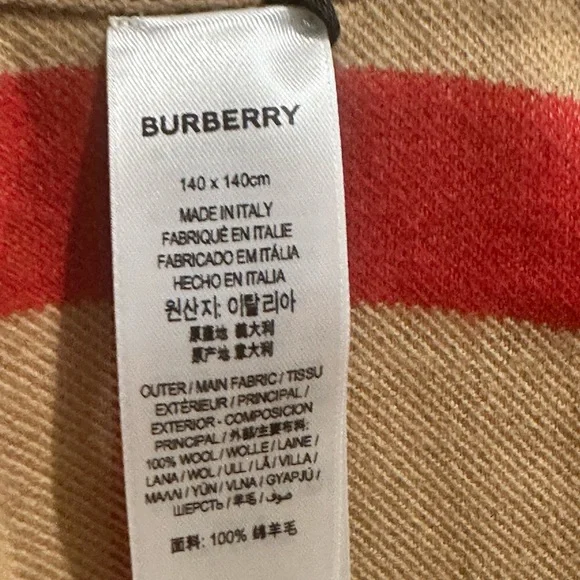 BURBERRY
140 x 140cm
MADE IN ITALY
FABRIQUÉ EN ITALIE
FABRICADO EM ITÁLIA
HECHO EN ITALIA
원산자: 이탈리아
原產地 義大利
原产地 意大利
OUTER / MAIN FABRIC / TISSU
EXTÉRIEUR / PRINCIPAL /
EXTERIOR - COMPOSICION
PRINCIPAL / 外部/主要布料:
100% WOOL / WOLLE / LAINE /
LANA / WOL / ULL / LÃ / VILLA /
ΜΑΛΛΙ / YÜN / VLNA / GYAPJÚ /
ШЕРСТЬ / 羊毛 / صوف /
面料: 100% 绵羊毛